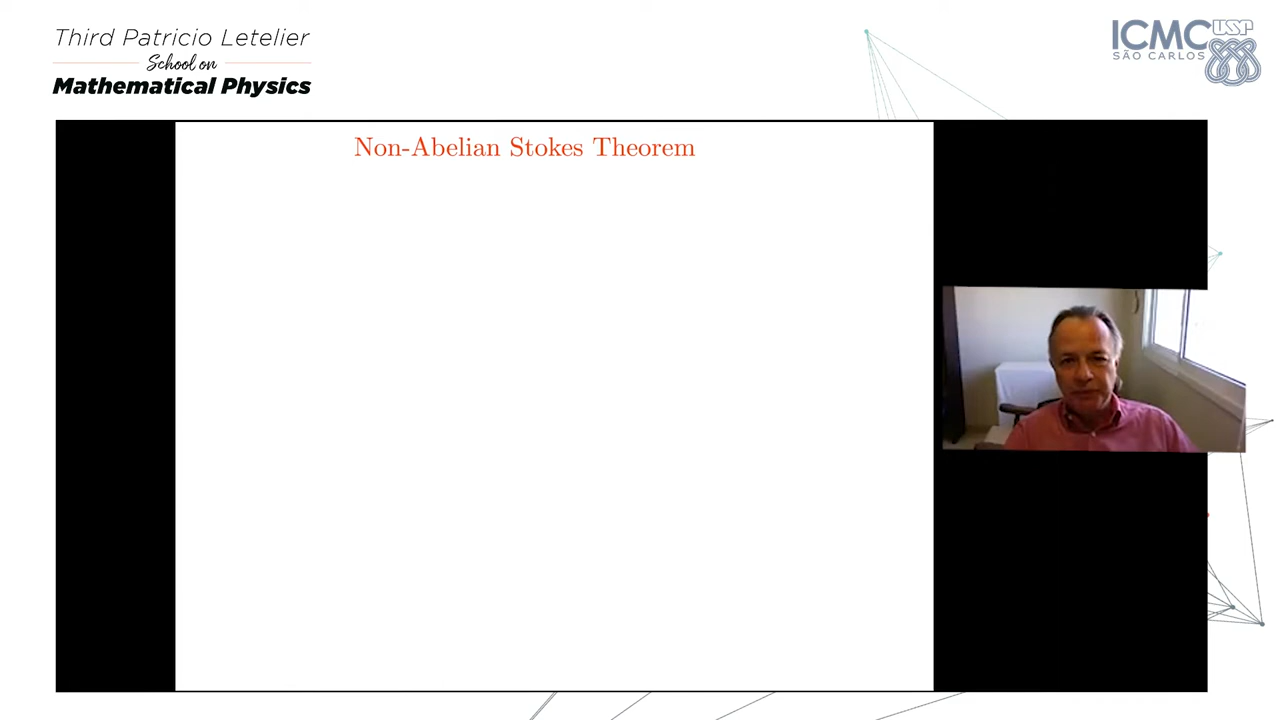 Third Patricio Letelier
School on
Mathematical Physics
ICMC USP
SÃO CARLOS
Non-Abelian Stokes Theorem